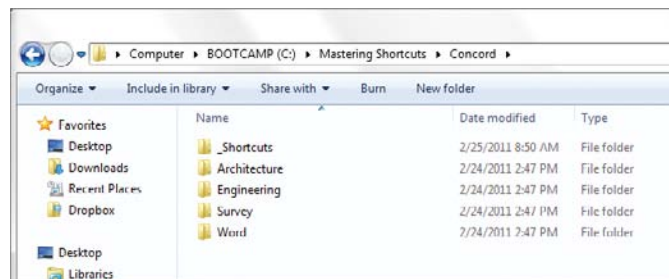 Computer ▸ BOOTCAMP (C:) ▸ Mastering Shortcuts ▸ Concord ▸
Organize Include in library Share with Burn New folder
Name Date modified Type
Favorites
Desktop
Downloads
Recent Places
Dropbox
Desktop
Libraries
_Shortcuts 2/25/2011 8:50 AM File folder
Architecture 2/24/2011 2:47 PM File folder
Engineering 2/24/2011 2:47 PM File folder
Survey 2/24/2011 2:47 PM File folder
Word 2/24/2011 2:47 PM File folder